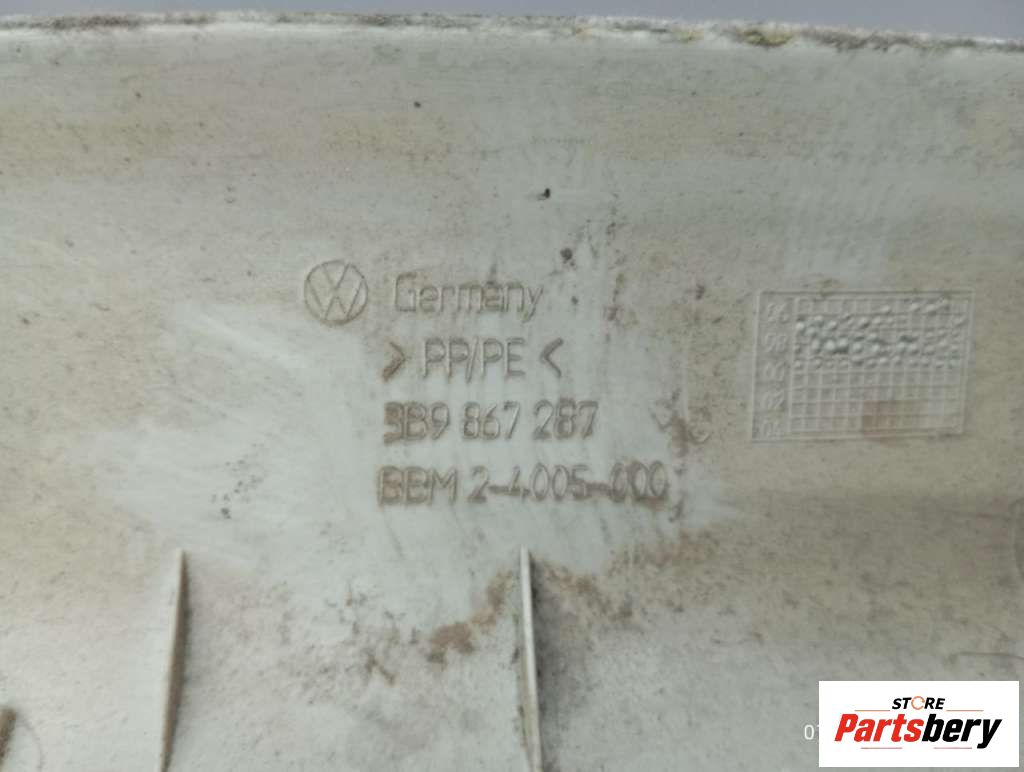 Germany
> PP/PE <
3B9 867 287
BBM 2-4005-000
STORE
Partsbery